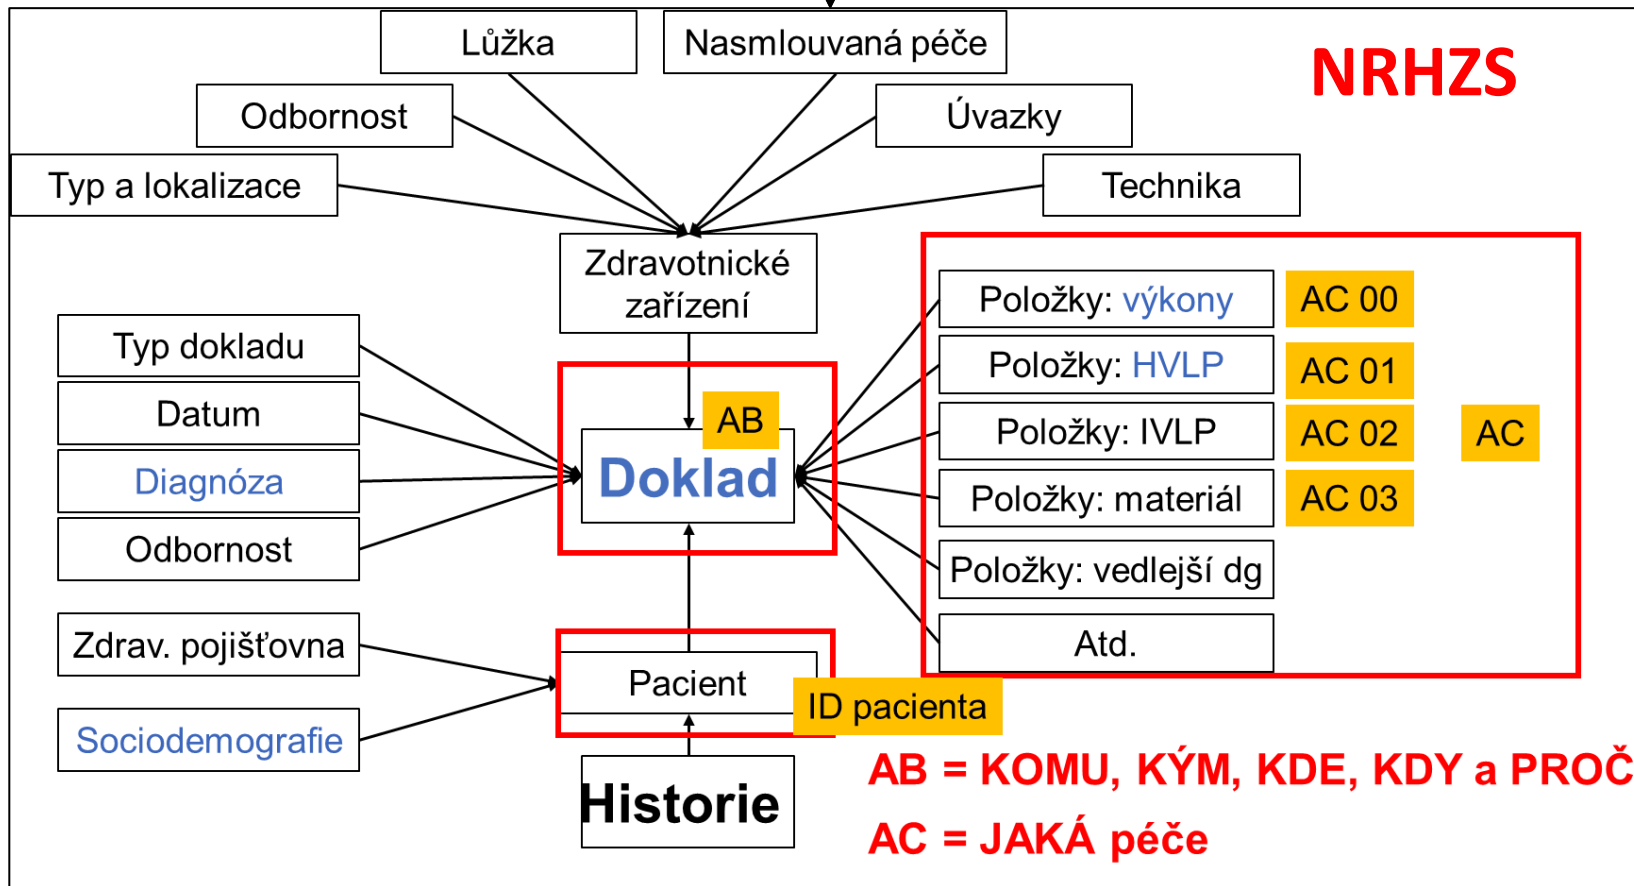 Lůžka
Nasmlouvaná péče
NRHZS
Odbornost
Úvazky
Typ a lokalizace
Technika
Zdravotnické
zařízení
Položky: výkony
AC 00
Typ dokladu
Položky: HVLP
AC 01
Datum
AB
Položky: IVLP
AC 02
AC
Diagnóza
Doklad
Položky: materiál
AC 03
Odbornost
Položky: vedlejší dg
Zdrav. pojišťovna
Atd.
Pacient
ID pacienta
Sociodemografie
AB = KOMU, KÝM, KDE, KDY a PROČ
Historie
AC = JAKÁ péče